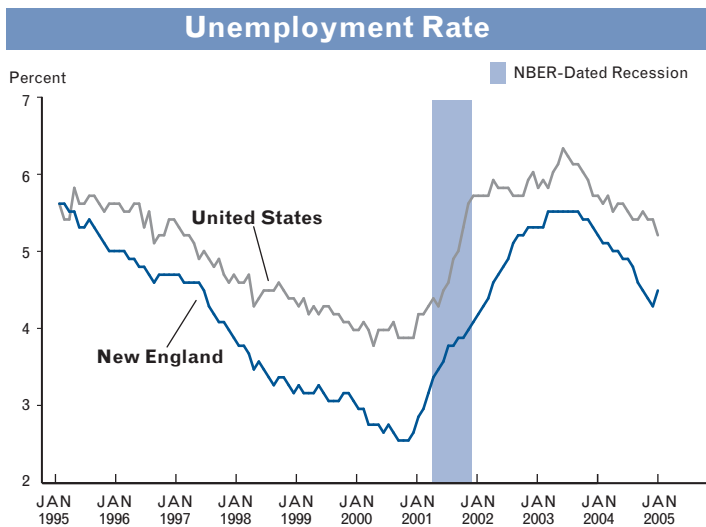 Unemployment Rate
Percent
NBER-Dated Recession
7
6
5
4
3
2
United States
New England
JAN JAN JAN JAN JAN JAN JAN JAN JAN JAN JAN
1995 1996 1997 1998 1999 2000 2001 2002 2003 2004 2005